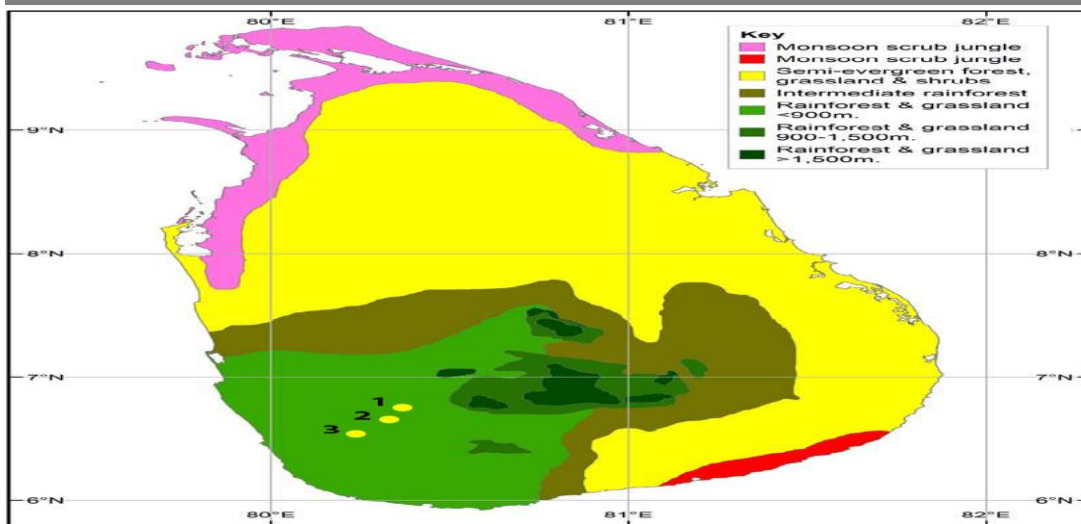 80°E
81°E
82°E
Key
Monsoon scrub jungle
Monsoon scrub jungle
Semi-evergreen forest,
grassland & shrubs
Intermediate rainforest
Rainforest & grassland
<900m.
Rainforest & grassland
900-1,500m.
Rainforest & grassland
>1,500m.
9°N
9°N
8°N
8°N
7°N
7°N
1
2
3
6°N
6°N
80°E
81°E
82°E